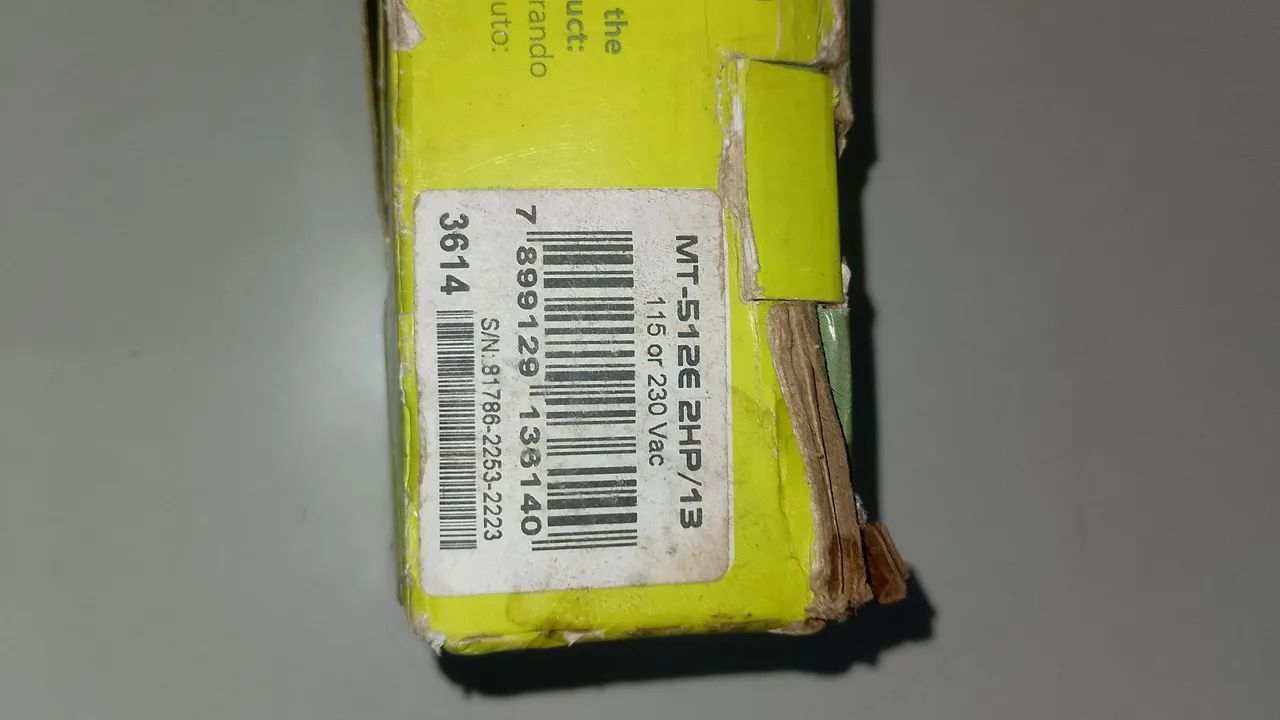 the
uct:
rando
uto:
MT-512E 2HP/13
115 or 230 Vac
7 899129 136140
S/N: 81786-2253-2223
3614